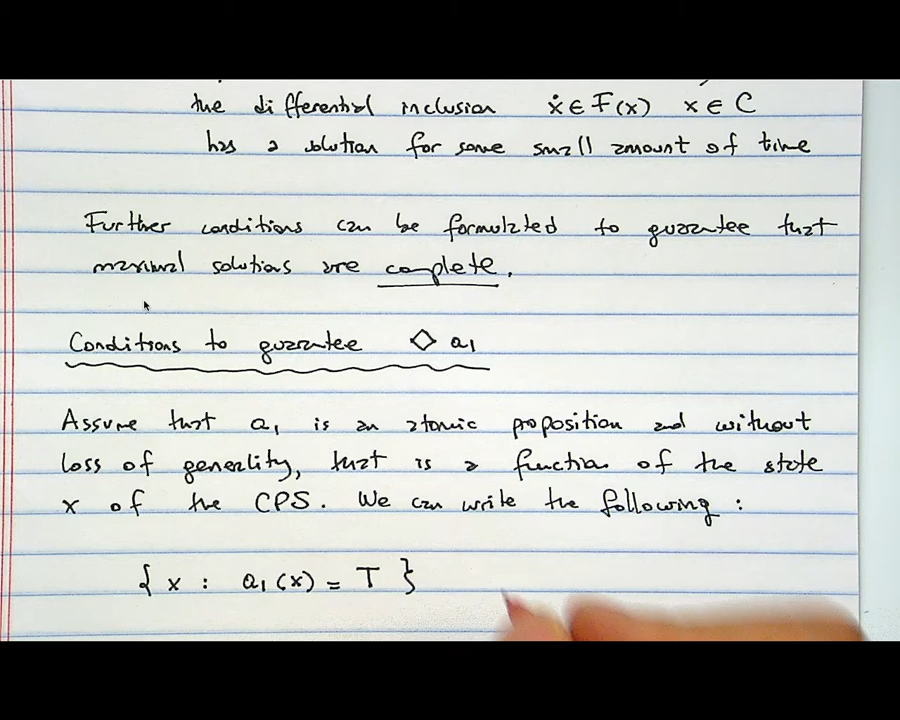 the differential inclusion ẋ ∈ F(x) x ∈ C
has a solution for some small amount of time
Further conditions can be formulated to guarantee that
maximal solutions are complete.
Conditions to guarantee ◇ a₁
Assume that a₁ is an atomic proposition and without
loss of generality, that is a function of the state
x of the CPS. We can write the following :
{ x : a₁(x) = T }